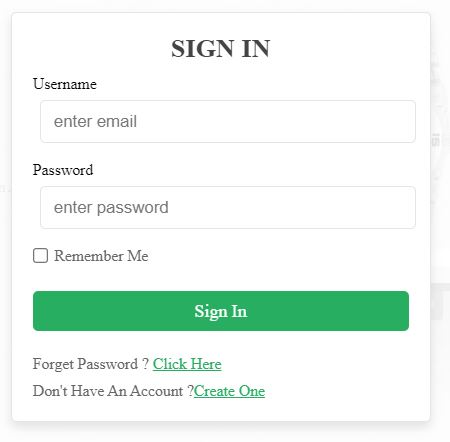 SIGN IN
Username
enter email
Password
enter password
Remember Me
Sign In
Forget Password ? Click Here
Don't Have An Account ?Create One